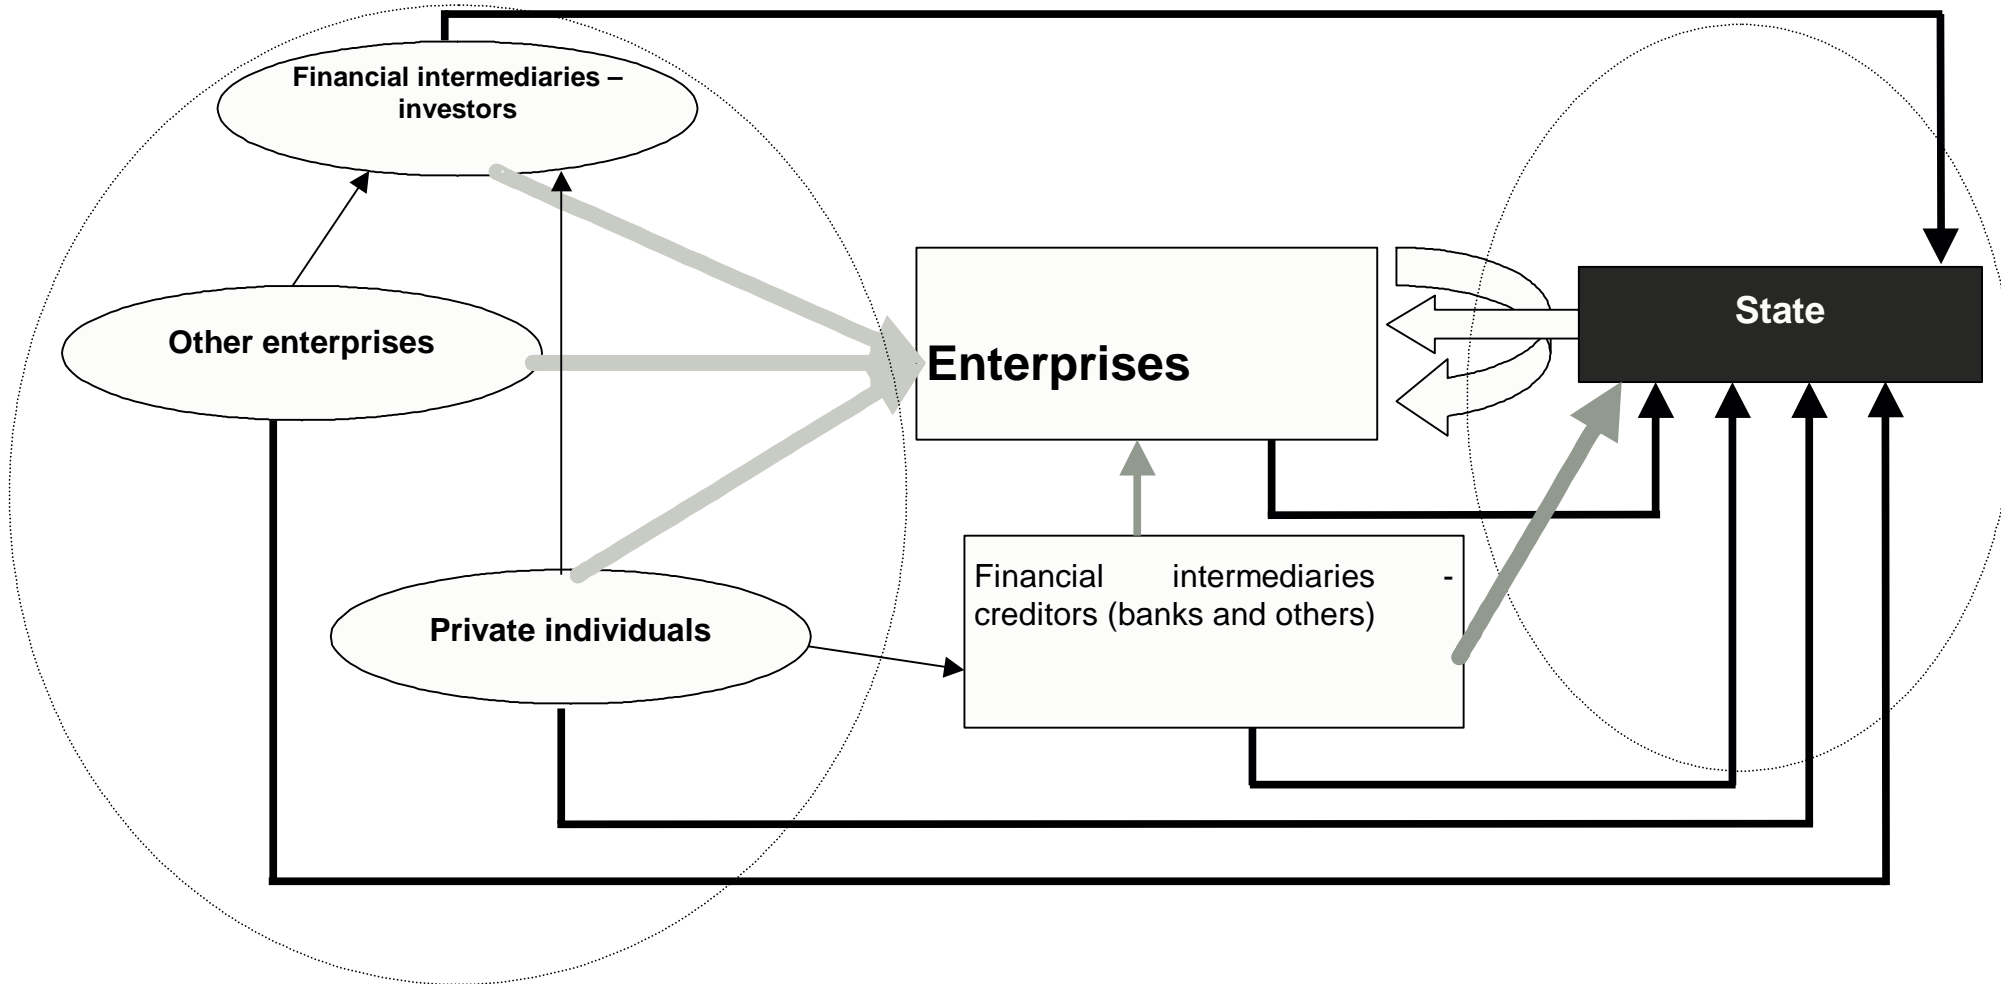 Financial intermediaries –
investors
Other enterprises
Enterprises
State
Financial intermediaries -
creditors (banks and others)
Private individuals